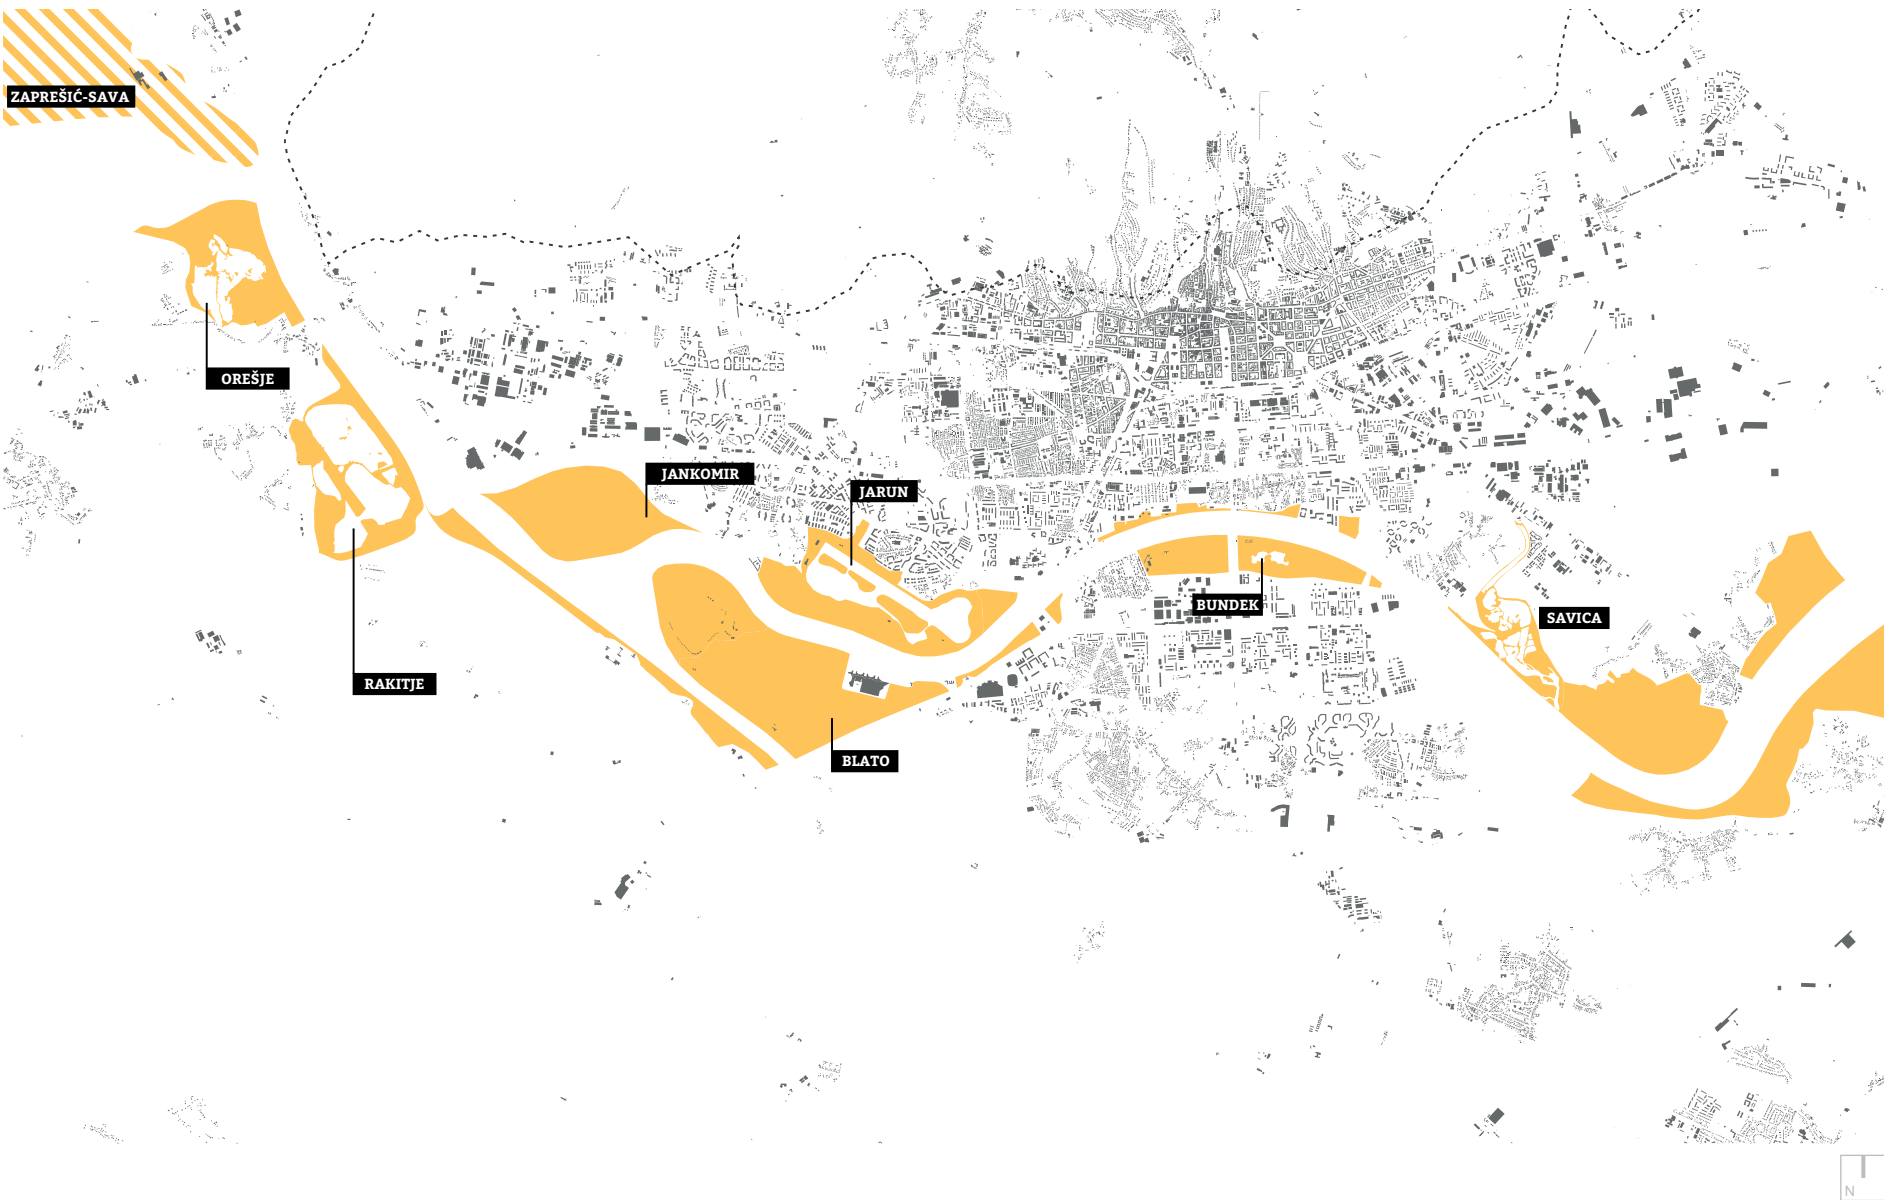 ZAPREŠIĆ-SAVA
OREŠJE
JANKOMIR
JARUN
BUNDEK
SAVICA
RAKITJE
BLATO
N